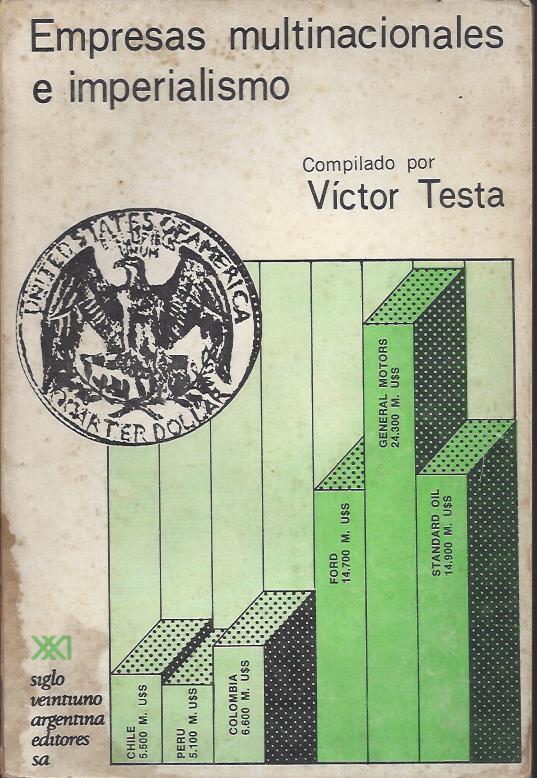 Empresas multinacionales
e imperialismo
Compilado por
Víctor Testa
UNITED STATES OF AMERICA
E PLURIBUS
UNUM
QUARTER DOLLAR
GENERAL MOTORS
24.300 M. U$S
FORD
14.700 M. U$S
STANDARD OIL
14.900 M. U$S
CHILE
5.500 M. U$S
PERU
5.100 M. U$S
COLOMBIA
6.600 M. U$S
XXI
siglo
veintiuno
argentina
editores
sa